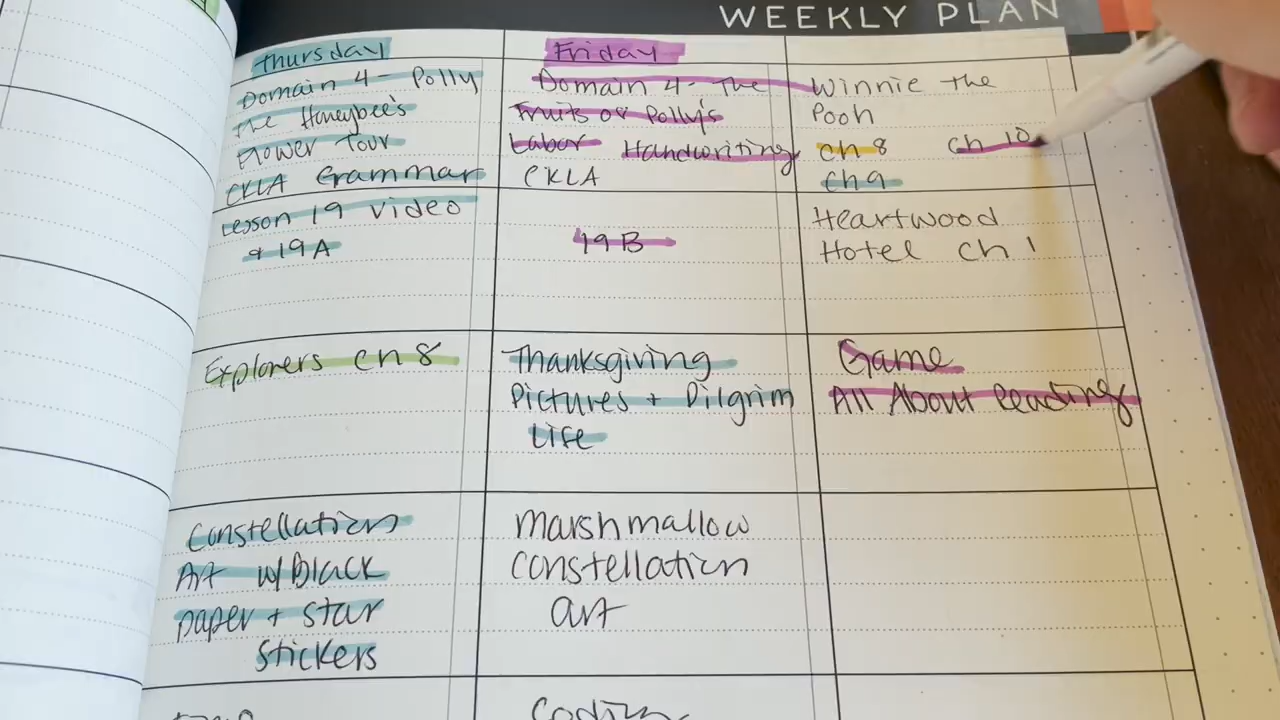 WEEKLY PLAN
Thursday
Domain 4 - Polly
The Honeybee's
Flower Tour
CKLA Grammar
Lesson 19 video
+ 19A
Explorers ch 8
Constellation
Art w/ Black
paper + star
stickers
Friday
Domain 4 - The
Fruits of Polly's
Labor Handwriting
CKLA
19B
Thanksgiving
Pictures + Pilgrim
Life
Marshmallow
Constellation
art
Coding
Winnie the
Pooh
ch 8 ch 10
ch 9
Heartwood
Hotel ch 1
Game
All About Reading